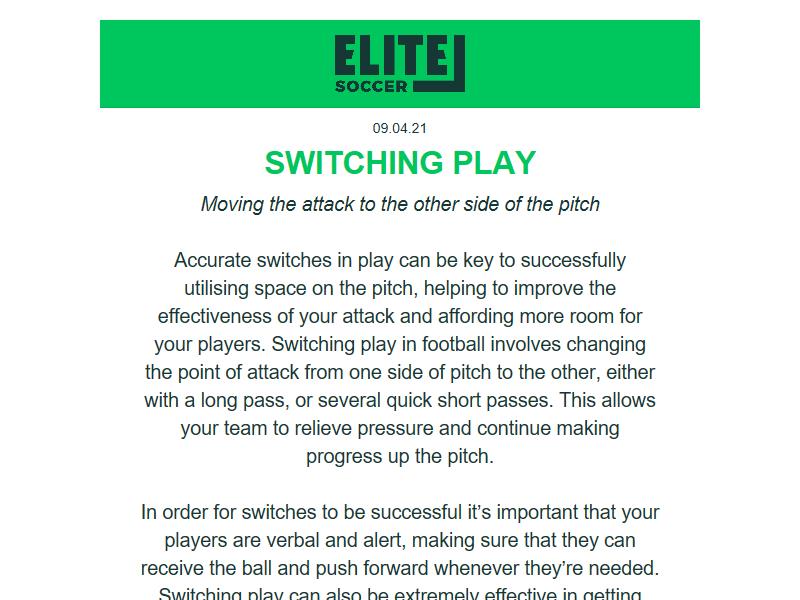 ELITE
SOCCER
09.04.21
SWITCHING PLAY
Moving the attack to the other side of the pitch
Accurate switches in play can be key to successfully
utilising space on the pitch, helping to improve the
effectiveness of your attack and affording more room for
your players. Switching play in football involves changing
the point of attack from one side of pitch to the other, either
with a long pass, or several quick short passes. This allows
your team to relieve pressure and continue making
progress up the pitch.
In order for switches to be successful it’s important that your
players are verbal and alert, making sure that they can
receive the ball and push forward whenever they’re needed.
Switching play can also be extremely effective in getting